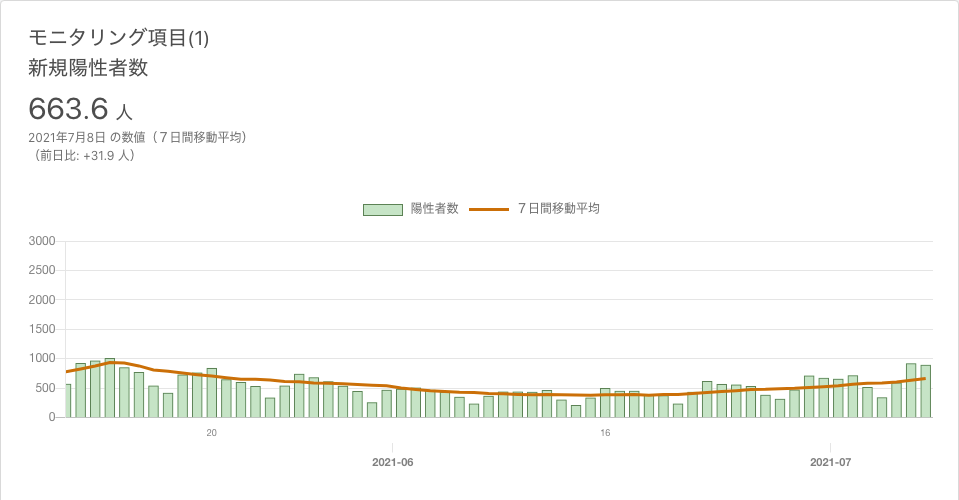 モニタリング項目(1)
新規陽性者数
663.6 人
2021年7月8日 の数値（７日間移動平均）
（前日比: +31.9 人）
陽性者数 ７日間移動平均
3000
2500
2000
1500
1000
500
0
20 16
2021-06 2021-07